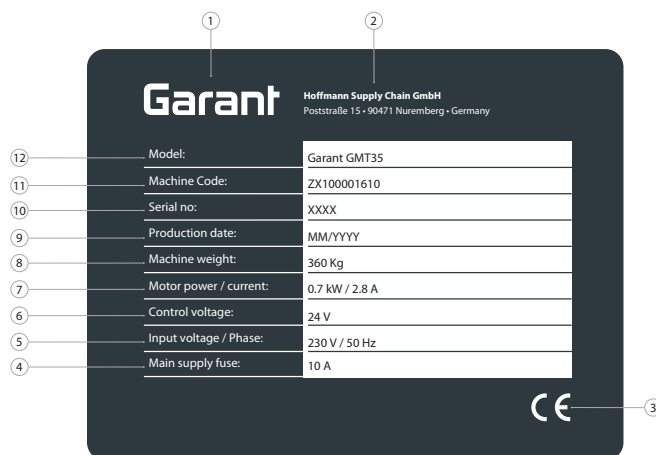 1 2
Garant
Hoffmann Supply Chain GmbH
Poststraße 15 • 90471 Nuremberg • Germany
12 Model: Garant GMT35
11 Machine Code: ZX100001610
10 Serial no: XXXX
9 Production date: MM/YYYY
8 Machine weight: 360 Kg
7 Motor power / current: 0.7 kW / 2.8 A
6 Control voltage: 24 V
5 Input voltage / Phase: 230 V / 50 Hz
4 Main supply fuse: 10 A
CE 3